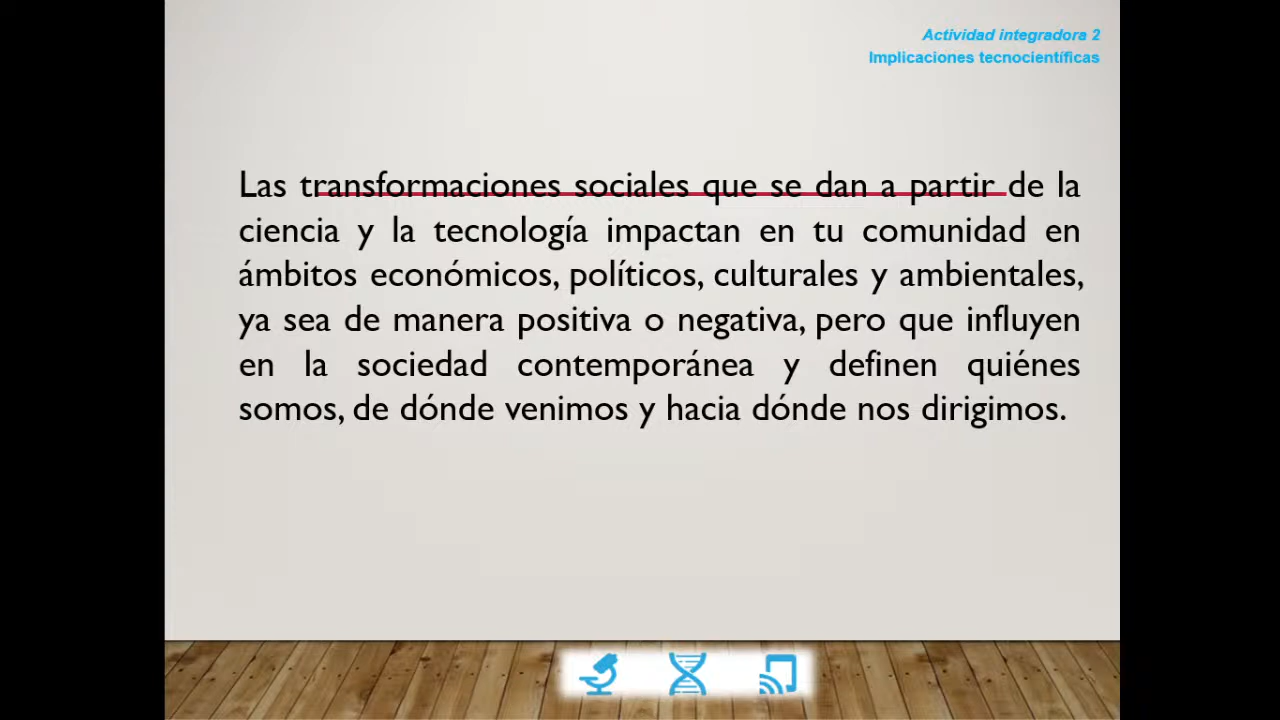 Actividad integradora 2
Implicaciones tecnocientíficas
Las transformaciones sociales que se dan a partir de la
ciencia y la tecnología impactan en tu comunidad en
ámbitos económicos, políticos, culturales y ambientales,
ya sea de manera positiva o negativa, pero que influyen
en la sociedad contemporánea y definen quiénes
somos, de dónde venimos y hacia dónde nos dirigimos.